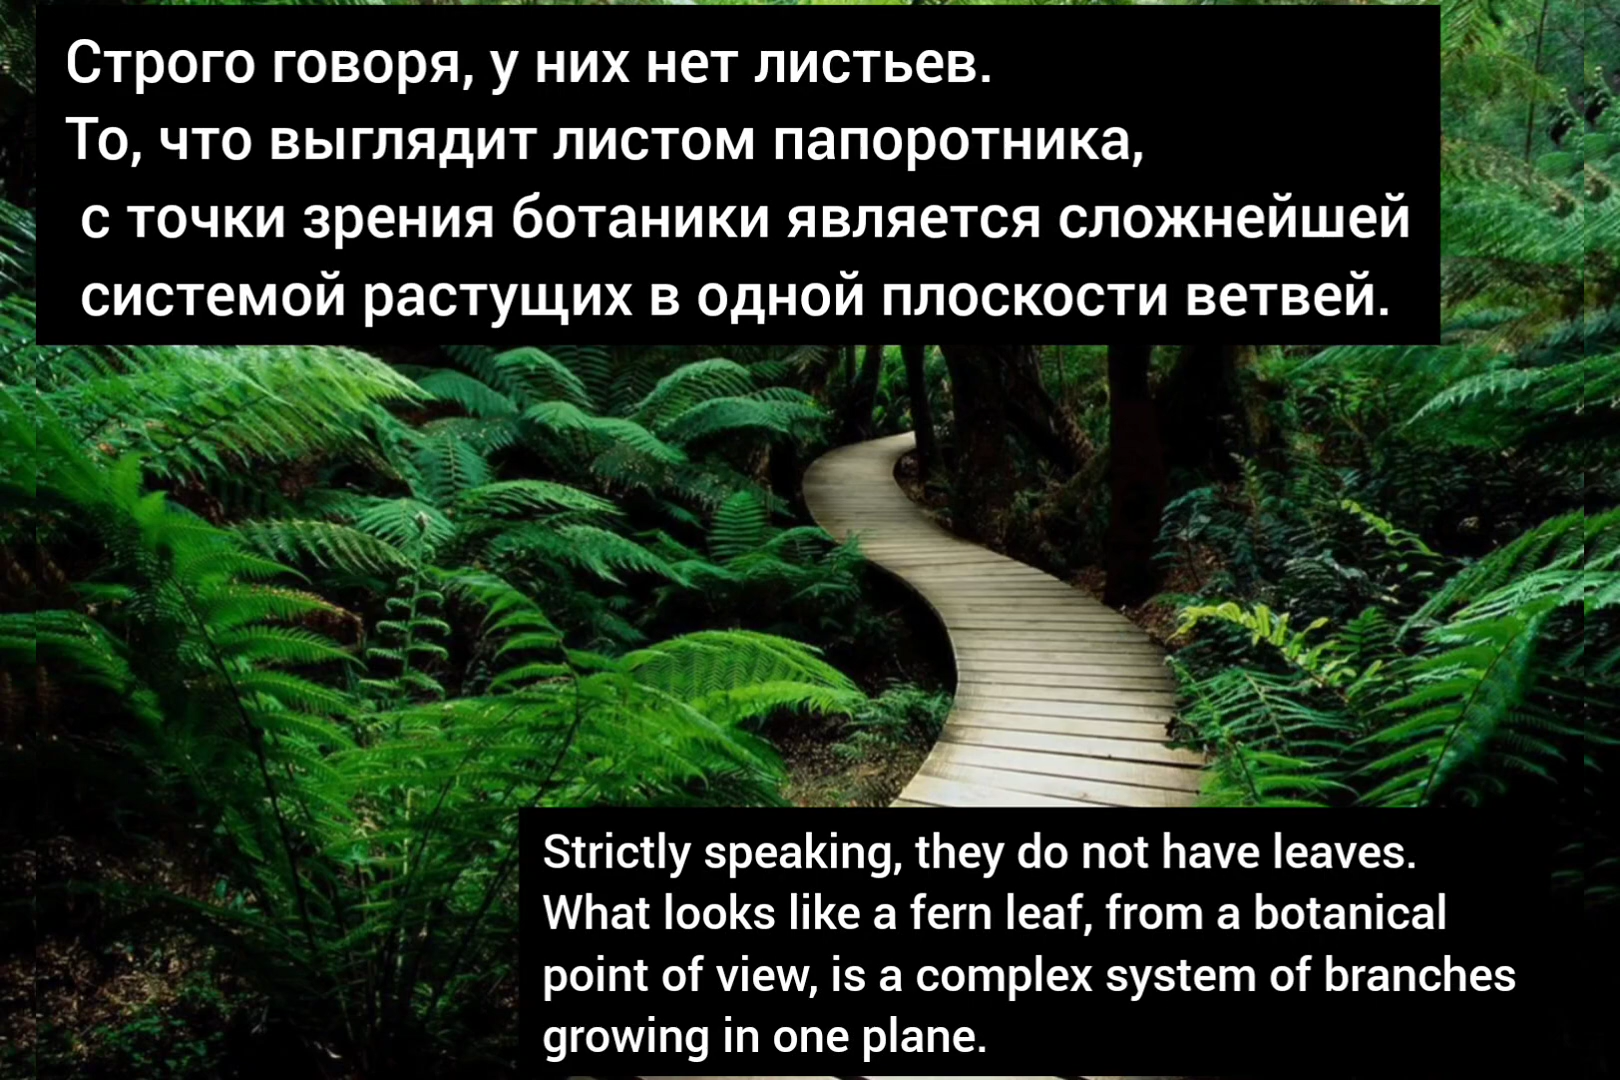 Строго говоря, у них нет листьев.
То, что выглядит листом папоротника,
с точки зрения ботаники является сложнейшей
системой растущих в одной плоскости ветвей.
Strictly speaking, they do not have leaves.
What looks like a fern leaf, from a botanical
point of view, is a complex system of branches
growing in one plane.